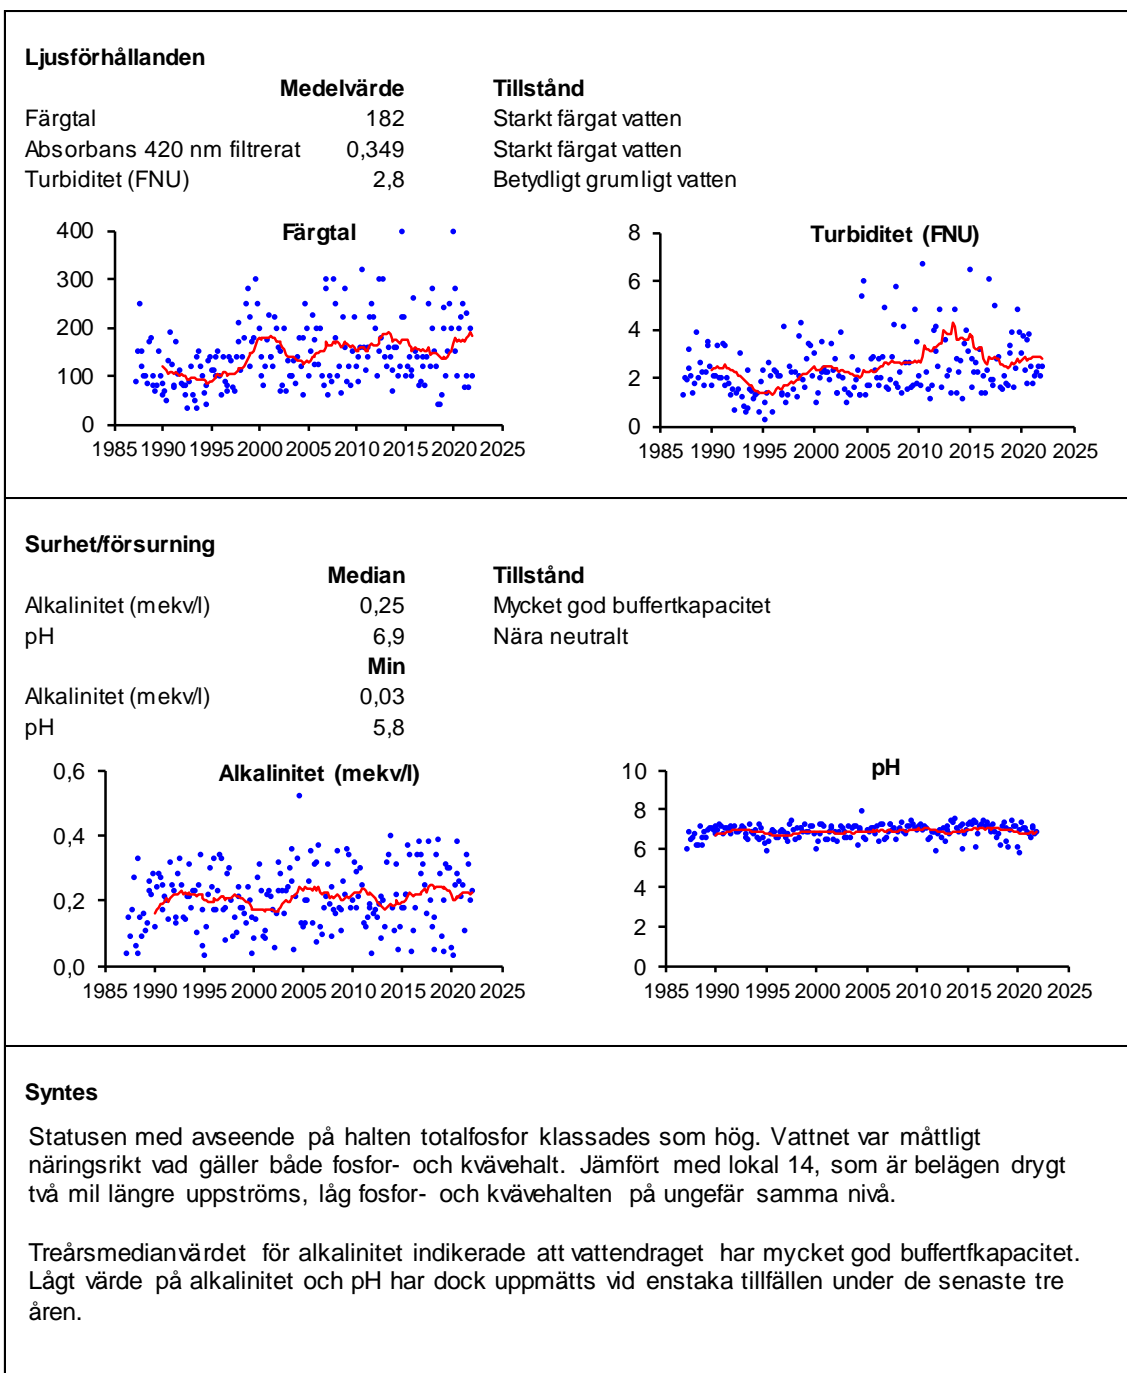 Ljusförhållanden
Medelvärde Tillstånd
Färgtal 182 Starkt färgat vatten
Absorbans 420 nm filtrerat 0,349 Starkt färgat vatten
Turbiditet (FNU) 2,8 Betydligt grumligt vatten
Färgtal
400
300
200
100
0
1985 1990 1995 2000 2005 2010 2015 2020 2025
Turbiditet (FNU)
8
6
4
2
0
1985 1990 1995 2000 2005 2010 2015 2020 2025
Surhet/försurning
Median Tillstånd
Alkalinitet (mekv/l) 0,25 Mycket god buffertkapacitet
pH 6,9 Nära neutralt
Min
Alkalinitet (mekv/l) 0,03
pH 5,8
Alkalinitet (mekv/l)
0,6
0,4
0,2
0,0
1985 1990 1995 2000 2005 2010 2015 2020 2025
pH
10
8
6
4
2
0
1985 1990 1995 2000 2005 2010 2015 2020 2025
Syntes
Statusen med avseende på halten totalfosfor klassades som hög. Vattnet var måttligt
näringsrikt vad gäller både fosfor- och kvävehalt. Jämfört med lokal 14, som är belägen drygt
två mil längre uppströms, låg fosfor- och kvävehalten på ungefär samma nivå.
Treårsmedianvärdet för alkalinitet indikerade att vattendraget har mycket god buffertfkapacitet.
Lågt värde på alkalinitet och pH har dock uppmätts vid enstaka tillfällen under de senaste tre
åren.